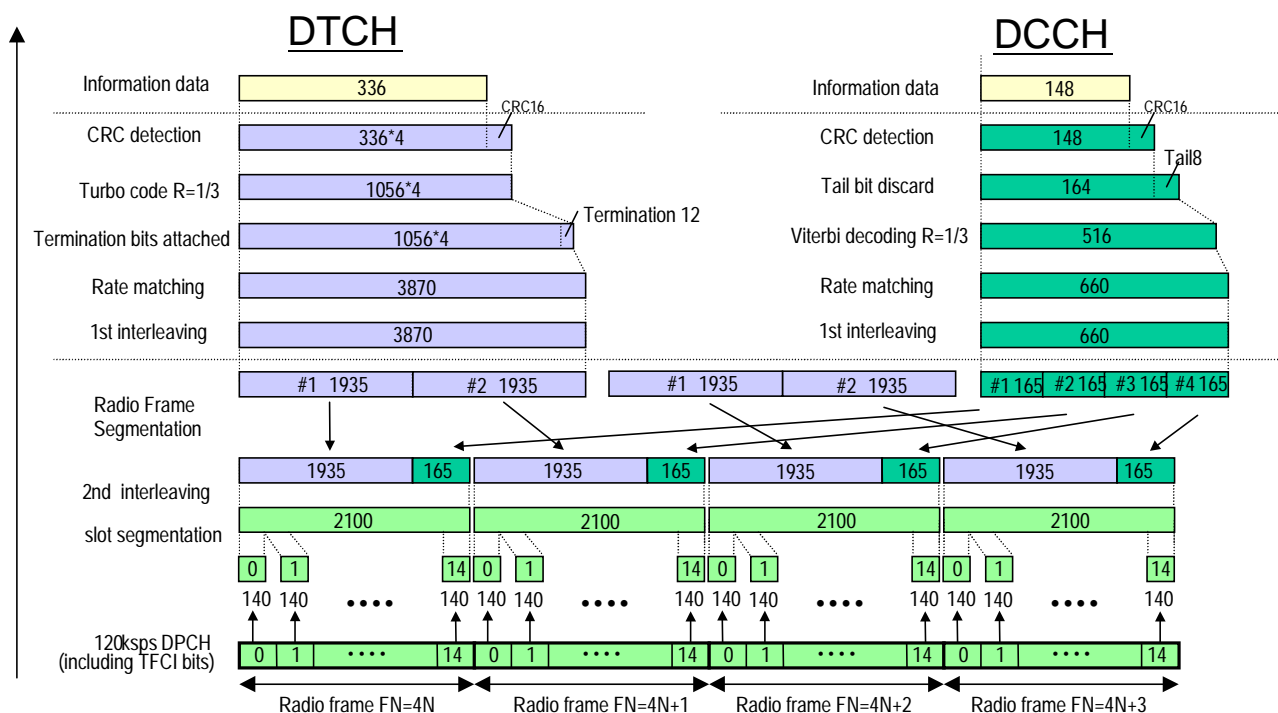 DTCH DCCH
Information data 336 Information data 148
CRC16 CRC16
CRC detection 336*4 CRC detection 148
Tail8
Turbo code R=1/3 1056*4 Tail bit discard 164
Termination 12
Termination bits attached 1056*4 Viterbi decoding R=1/3 516
Rate matching 3870 Rate matching 660
1st interleaving 3870 1st interleaving 660
#1 1935 #2 1935 #1 1935 #2 1935 #1 165 #2 165 #3 165 #4 165
Radio Frame
Segmentation
1935 165 1935 165 1935 165 1935 165
2nd interleaving
2100 2100 2100 2100
slot segmentation
0 1 14 0 1 14 0 1 14 0 1 14
140 140 •••• 140 140 140 •••• 140 140 140 •••• 140 140 140 •••• 140
120ksps DPCH
(including TFCI bits)
0 1 •••• 14 0 1 •••• 14 0 1 •••• 14 0 1 •••• 14
Radio frame FN=4N Radio frame FN=4N+1 Radio frame FN=4N+2 Radio frame FN=4N+3